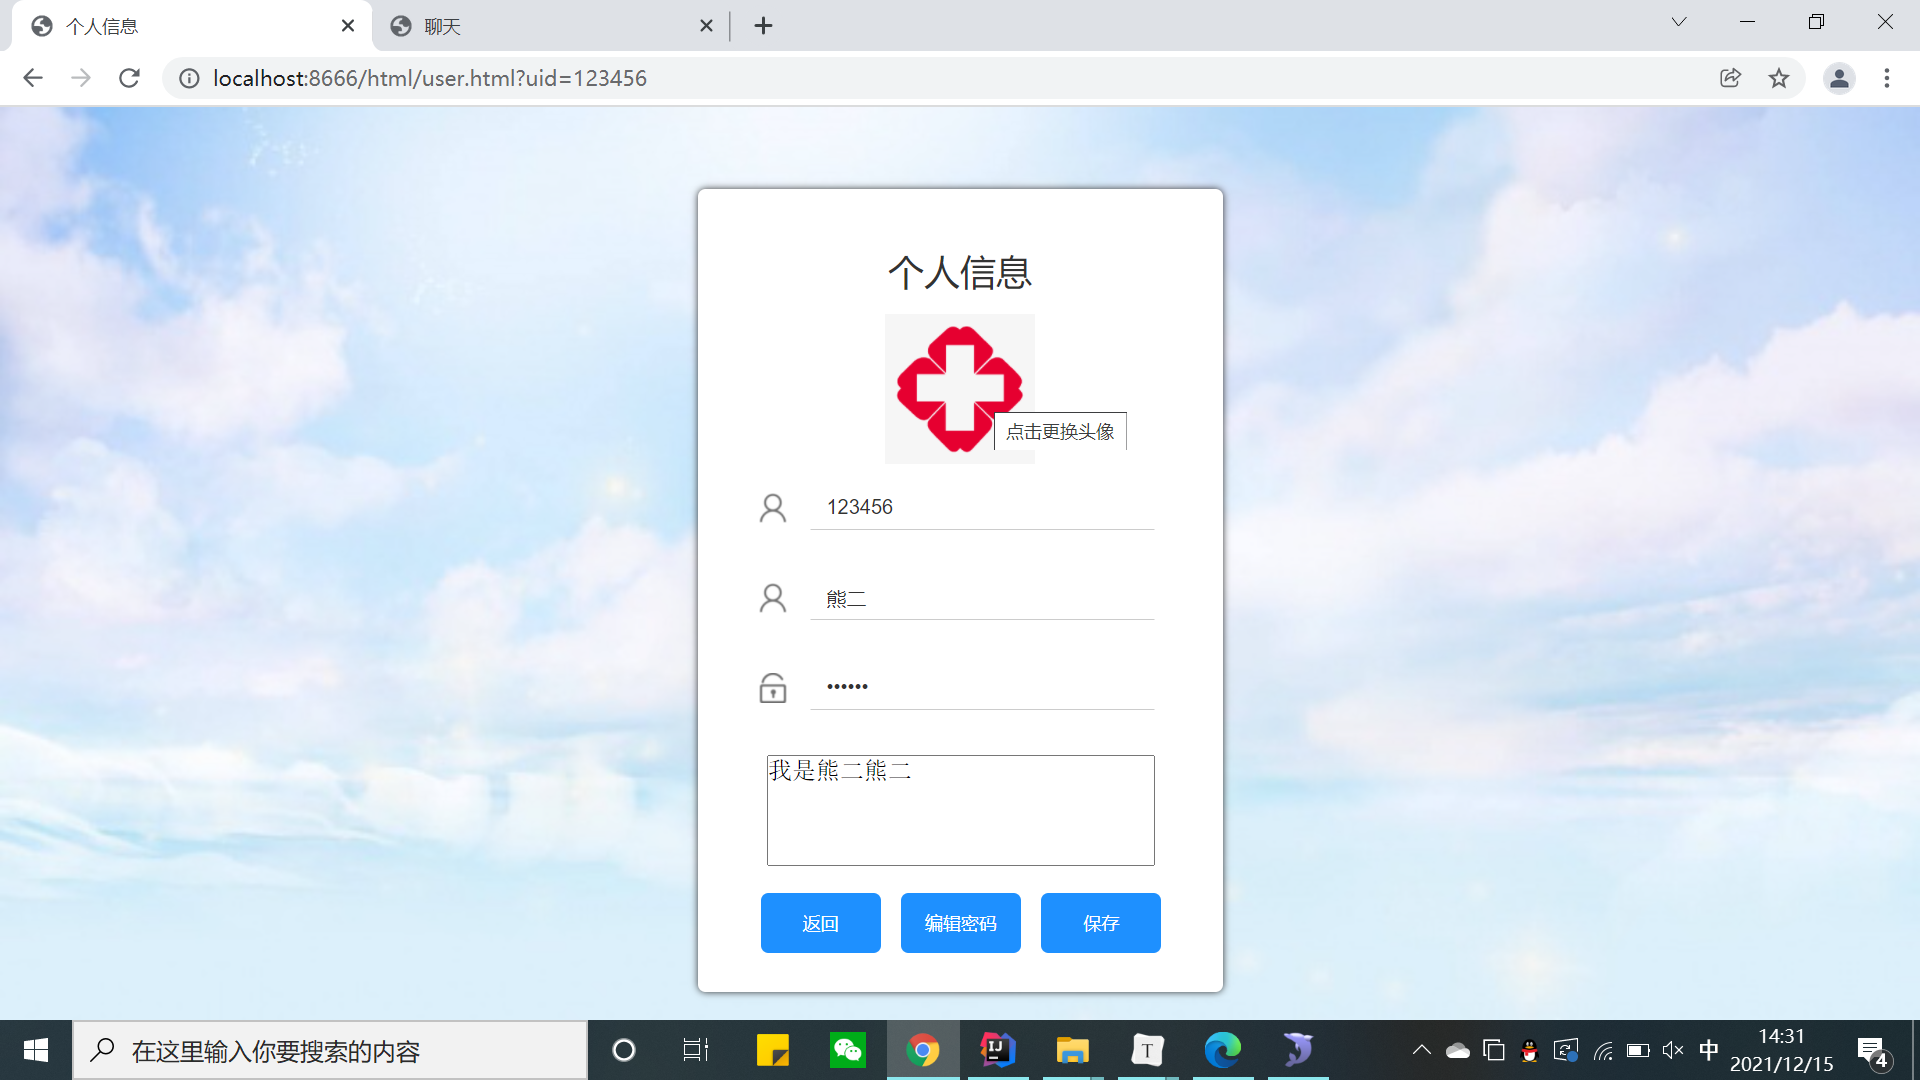 个人信息
聊天
localhost:8666/html/user.html?uid=123456
个人信息
点击更换头像
123456
熊二
••••••
我是熊二熊二
返回
编辑密码
保存
在这里输入你要搜索的内容
IJ
T
中
14:31
2021/12/15
4